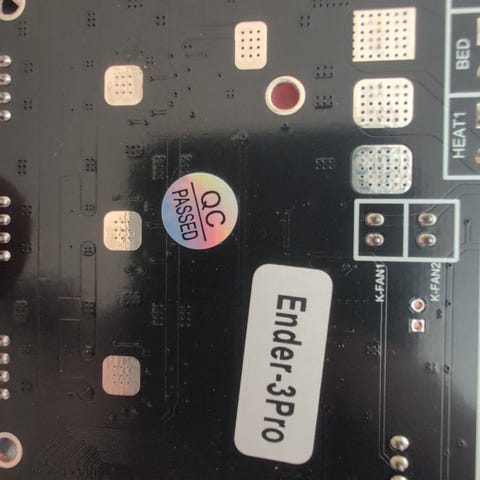 BED
HEAT1
QC
PASSED
K-FAN1
K-FAN2
Ender-3Pro